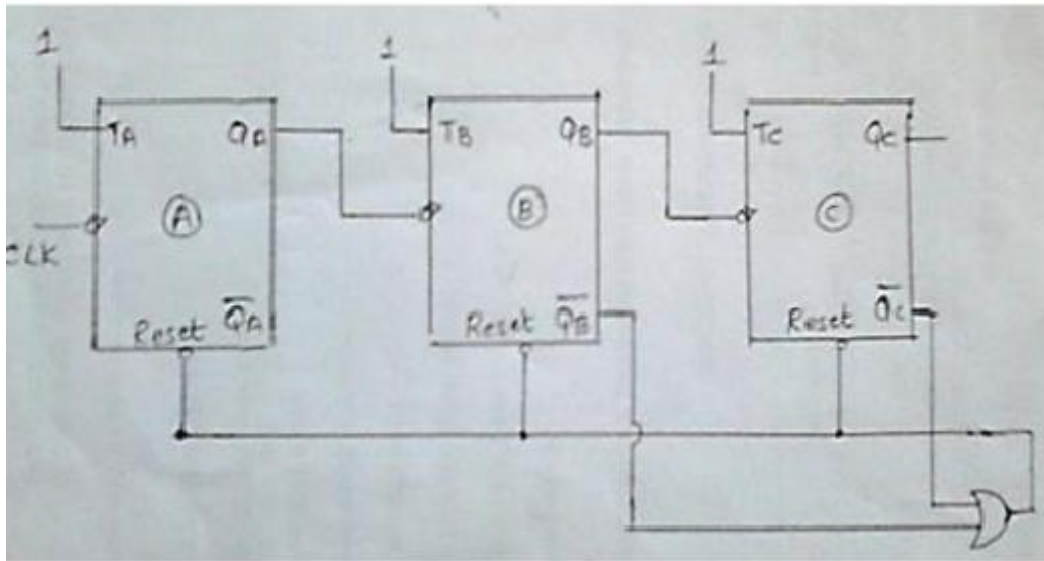 1 1 1
TA QA TB QB TC QC
A B C
CLK
Reset Q̅A̅ Reset Q̅B̅ Reset Q̅C̅